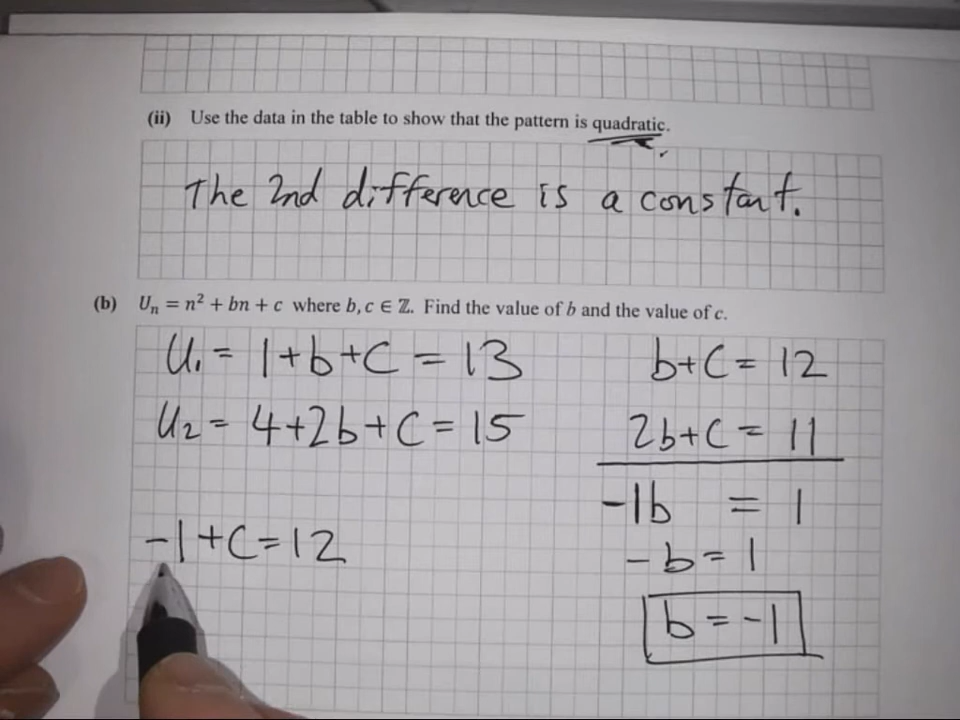 (ii) Use the data in the table to show that the pattern is quadratic.
The 2nd difference is a constant.
(b) Uₙ = n² + bn + c where b, c ∈ ℤ. Find the value of b and the value of c.
U₁ = 1+b+c = 13
U₂ = 4+2b+c = 15
-1+c=12
b+c = 12
2b+c = 11
-1b = 1
-b = 1
b = -1